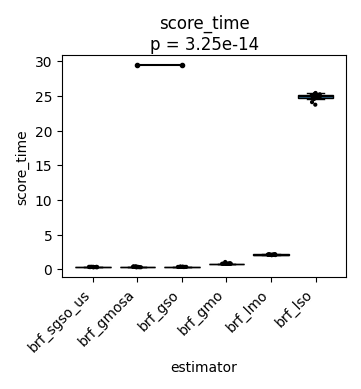 score_time
p = 3.25e-14
30
25
20
15
10
5
0
score_time
brf_sgso_us
brf_gmosa
brf_gso
brf_gmo
brf_lmo
brf_lso
estimator